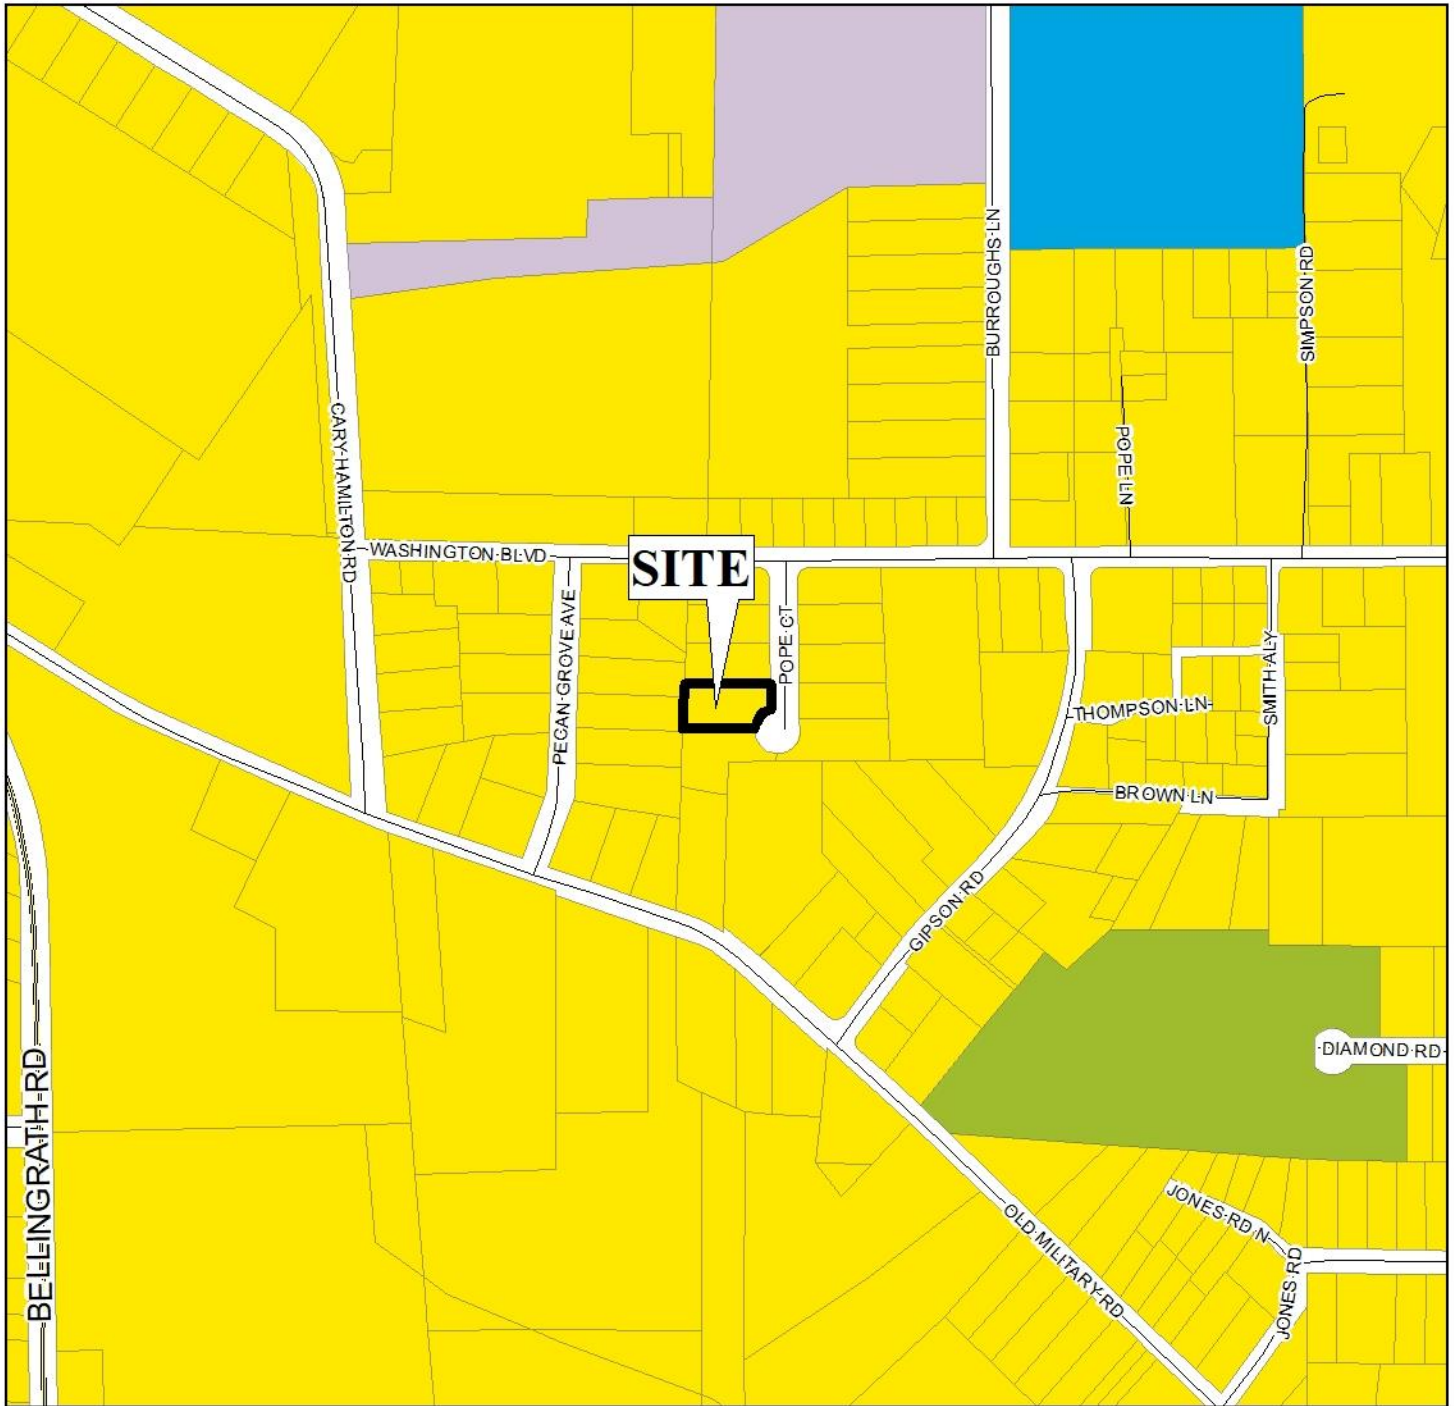 BURROUGHS LN
SIMPSON RD
CARY HAMILTON RD
POPE LN
WASHINGTON BLVD
SITE
PECAN GROVE AVE
POPE CT
SMITH ALY
THOMPSON LN
BROWN LN
GIPSON RD
DIAMOND RD
BELLINGRATH RD
JONES RD N
OLD MILITARY RD
JONES RD